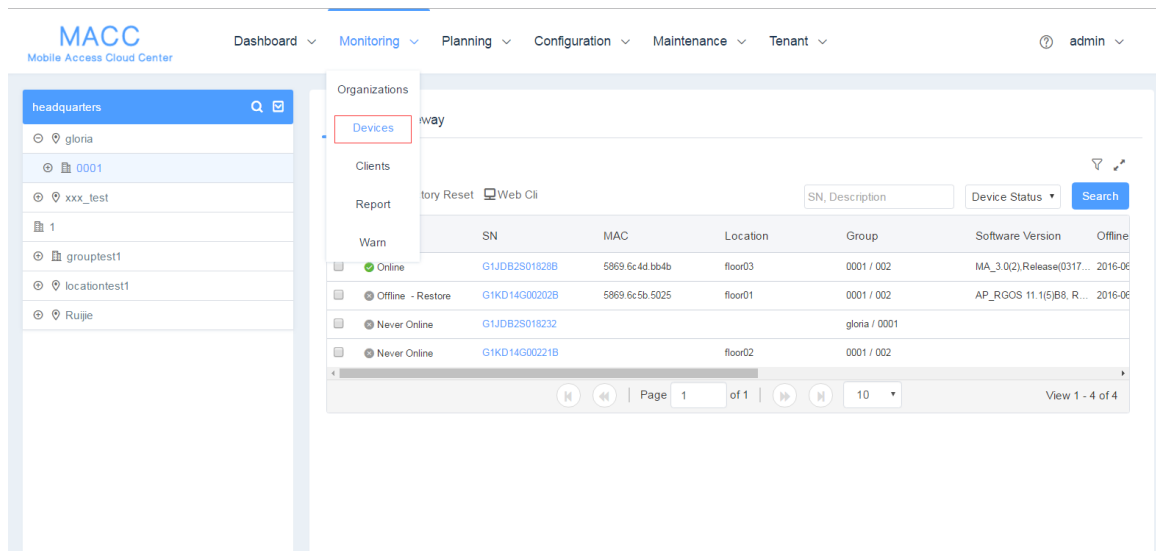 MACC
Mobile Access Cloud Center
Dashboard Monitoring Planning Configuration Maintenance Tenant admin
Organizations
Devices
Clients
Report
Warn
headquarters
gloria
0001
xxx_test
1
grouptest1
locationtest1
Ruijie
way
tory Reset Web Cli SN, Description Device Status Search
SN MAC Location Group Software Version Offline
Online G1JDB2S01828B 5869.6c4d.bb4b floor03 0001 / 002 MA_3.0(2),Release(0317... 2016-06
Offline - Restore G1KD14G00202B 5869.6c5b.5025 floor01 0001 / 002 AP_RGOS 11.1(5)B8, R... 2016-06
Never Online G1JDB2S018232 gloria / 0001
Never Online G1KD14G00221B floor02 0001 / 002
Page 1 of 1 10 View 1 - 4 of 4